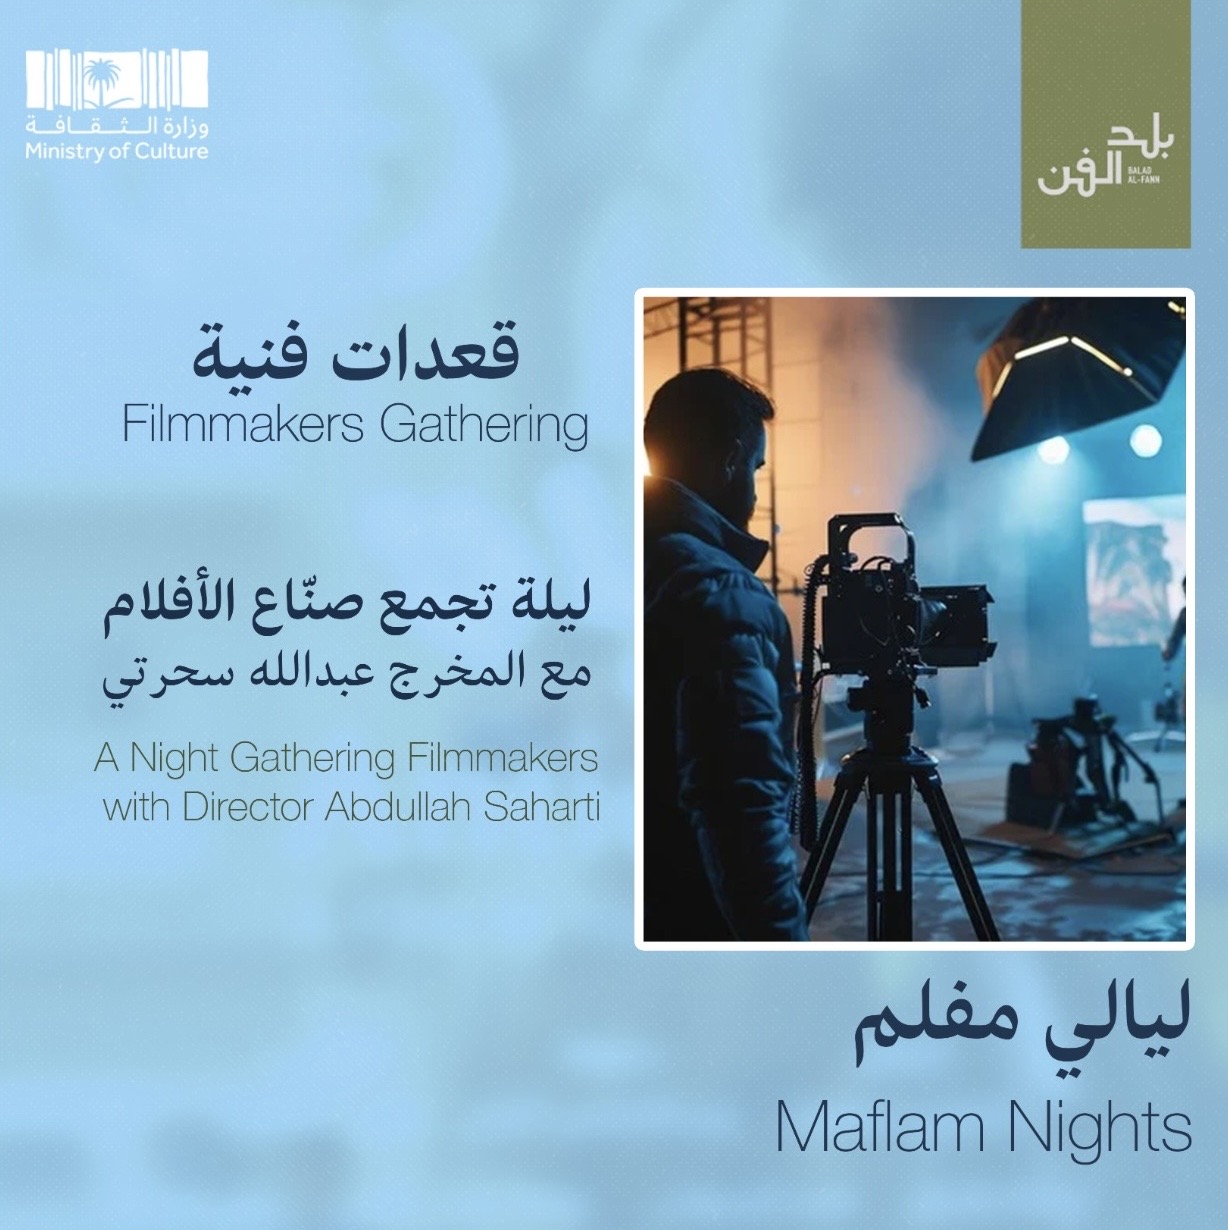 وزارة الـثـقـافـة
Ministry of Culture
بلد
الفن
BALAD
AL-FANN
قعدات فنية
Filmmakers Gathering
ليلة تجمع صنّاع الأفلام
مع المخرج عبدالله سحرتي
A Night Gathering Filmmakers
with Director Abdullah Saharti
ليالي مفلم
Maflam Nights